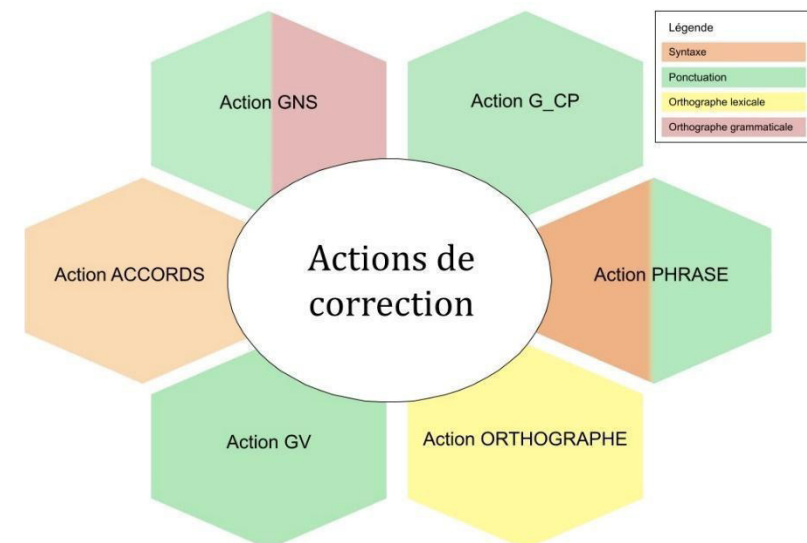 Légende
Syntaxe
Ponctuation
Orthographe lexicale
Orthographe grammaticale
Action GNS
Action G_CP
Action ACCORDS
Actions de
correction
Action PHRASE
Action GV
Action ORTHOGRAPHE